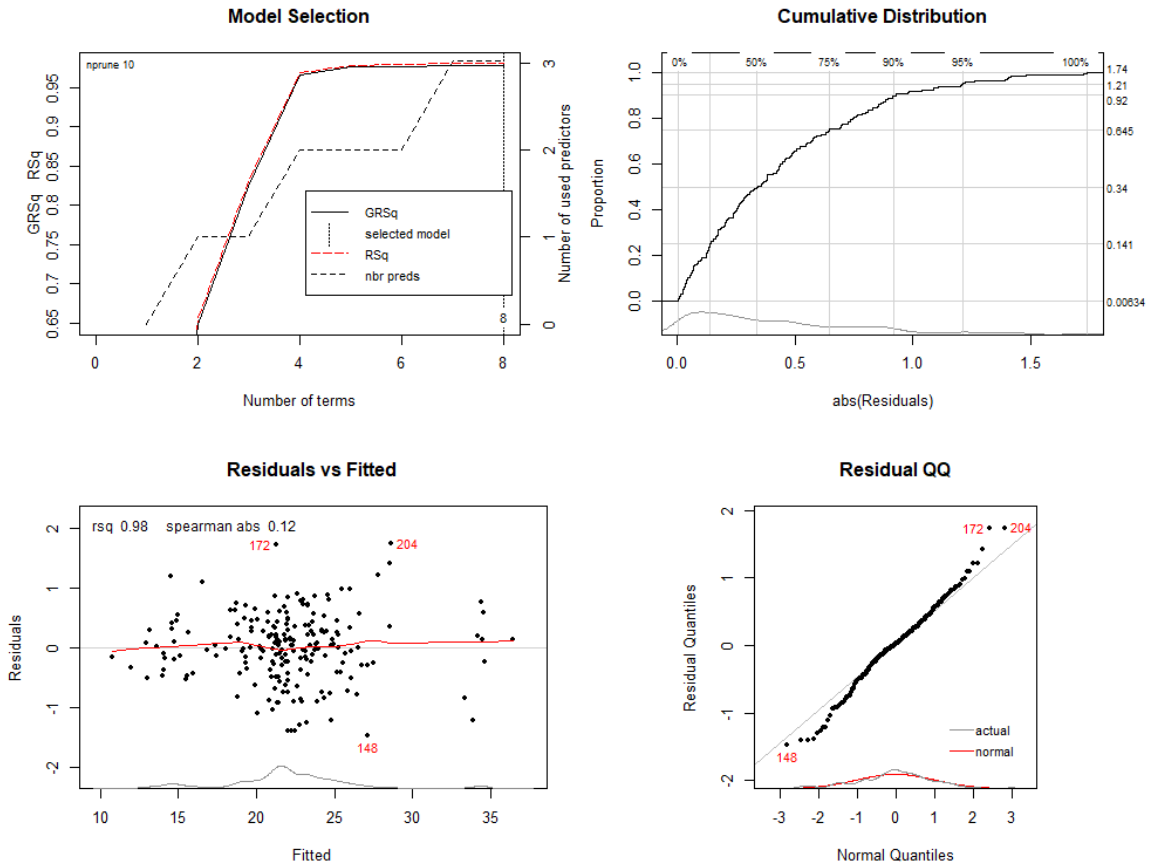 Model Selection
nprune 10
GRSq RSq
0.65 0.7 0.75 0.8 0.85 0.9 0.95
0 1 2 3
Number of used predictors
GRSq
selected model
RSq
nbr preds
8
0 2 4 6 8
Number of terms
Cumulative Distribution
0% 50% 75% 90% 95% 100%
Proportion
0.0 0.2 0.4 0.6 0.8 1.0
1.74
1.21
0.92
0.645
0.34
0.141
0.00634
0.0 0.5 1.0 1.5
abs(Residuals)
Residuals vs Fitted
rsq 0.98 spearman abs 0.12
172
204
148
Residuals
-2 -1 0 1 2
10 15 20 25 30 35
Fitted
Residual QQ
172
204
148
actual
normal
Residual Quantiles
-2 -1 0 1 2
-3 -2 -1 0 1 2 3
Normal Quantiles